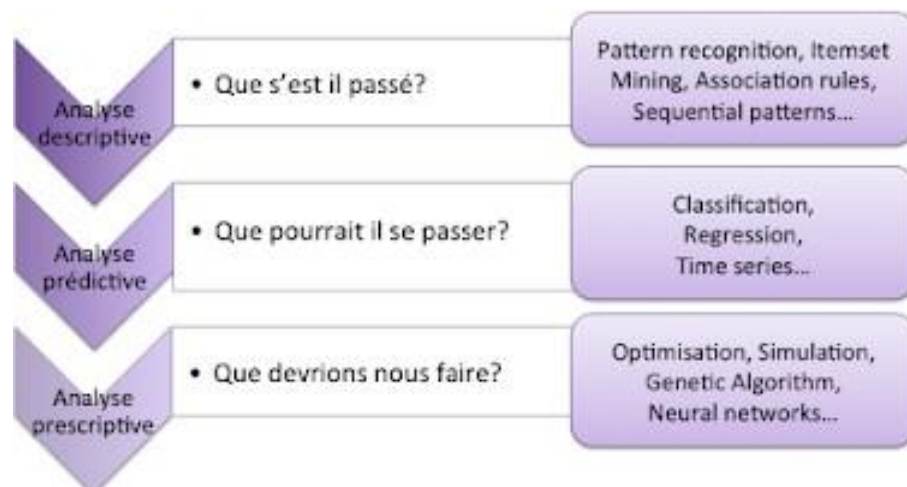 Analyse
descriptive
• Que s'est il passé?
Pattern recognition, Itemset
Mining, Association rules,
Sequential patterns...
Analyse
prédictive
• Que pourrait il se passer?
Classification,
Regression,
Time series...
Analyse
prescriptive
• Que devrions nous faire?
Optimisation, Simulation,
Genetic Algorithm,
Neural networks...